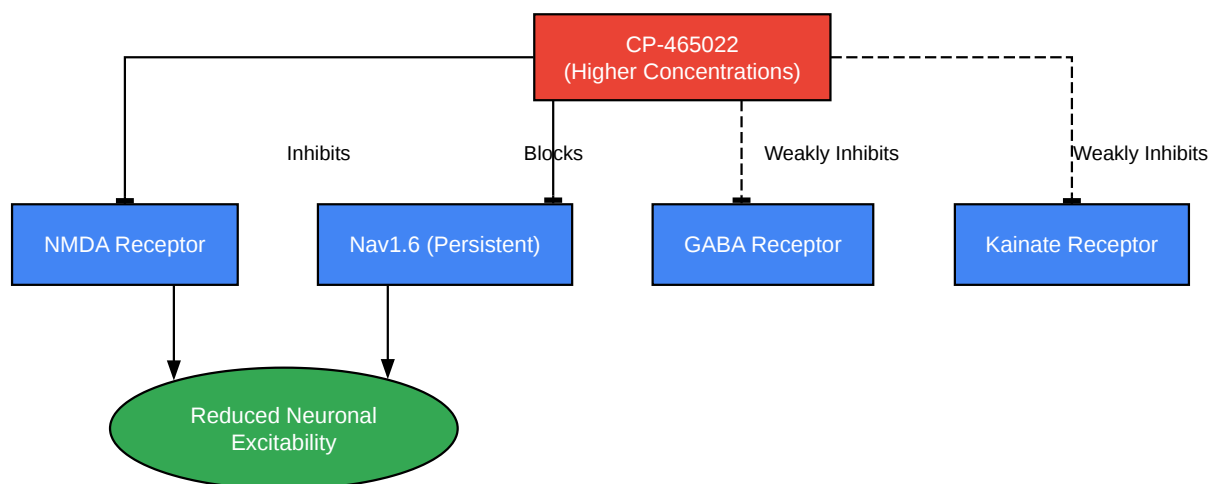 CP-465022
(Higher Concentrations)
Inhibits
Blocks
Weakly Inhibits
Weakly Inhibits
NMDA Receptor
Nav1.6 (Persistent)
GABA Receptor
Kainate Receptor
Reduced Neuronal
Excitability